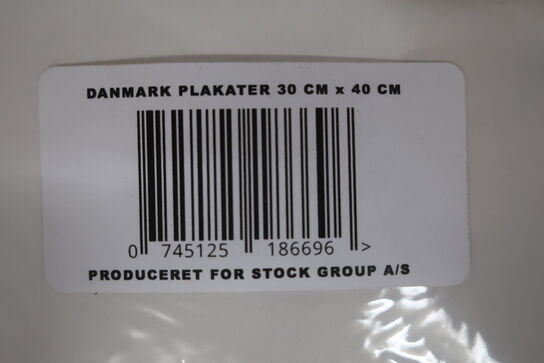 DANMARK PLAKATER 30 CM x 40 CM
0 745125 186696 >
PRODUCERET FOR STOCK GROUP A/S